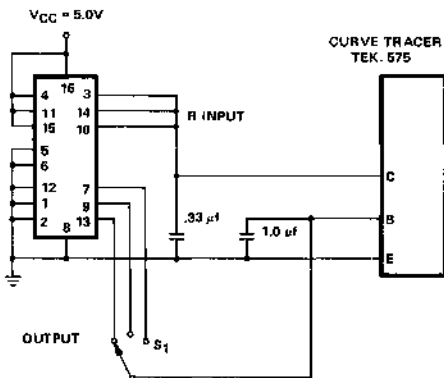 VCC = 5.0V
CURVE TRACER
TEK. 575
16
4 3
11 14 R INPUT
15 10
5
6
12 7
1 9
2 8 13
C
B
E
.33 µf
1.0 µf
OUTPUT
S1